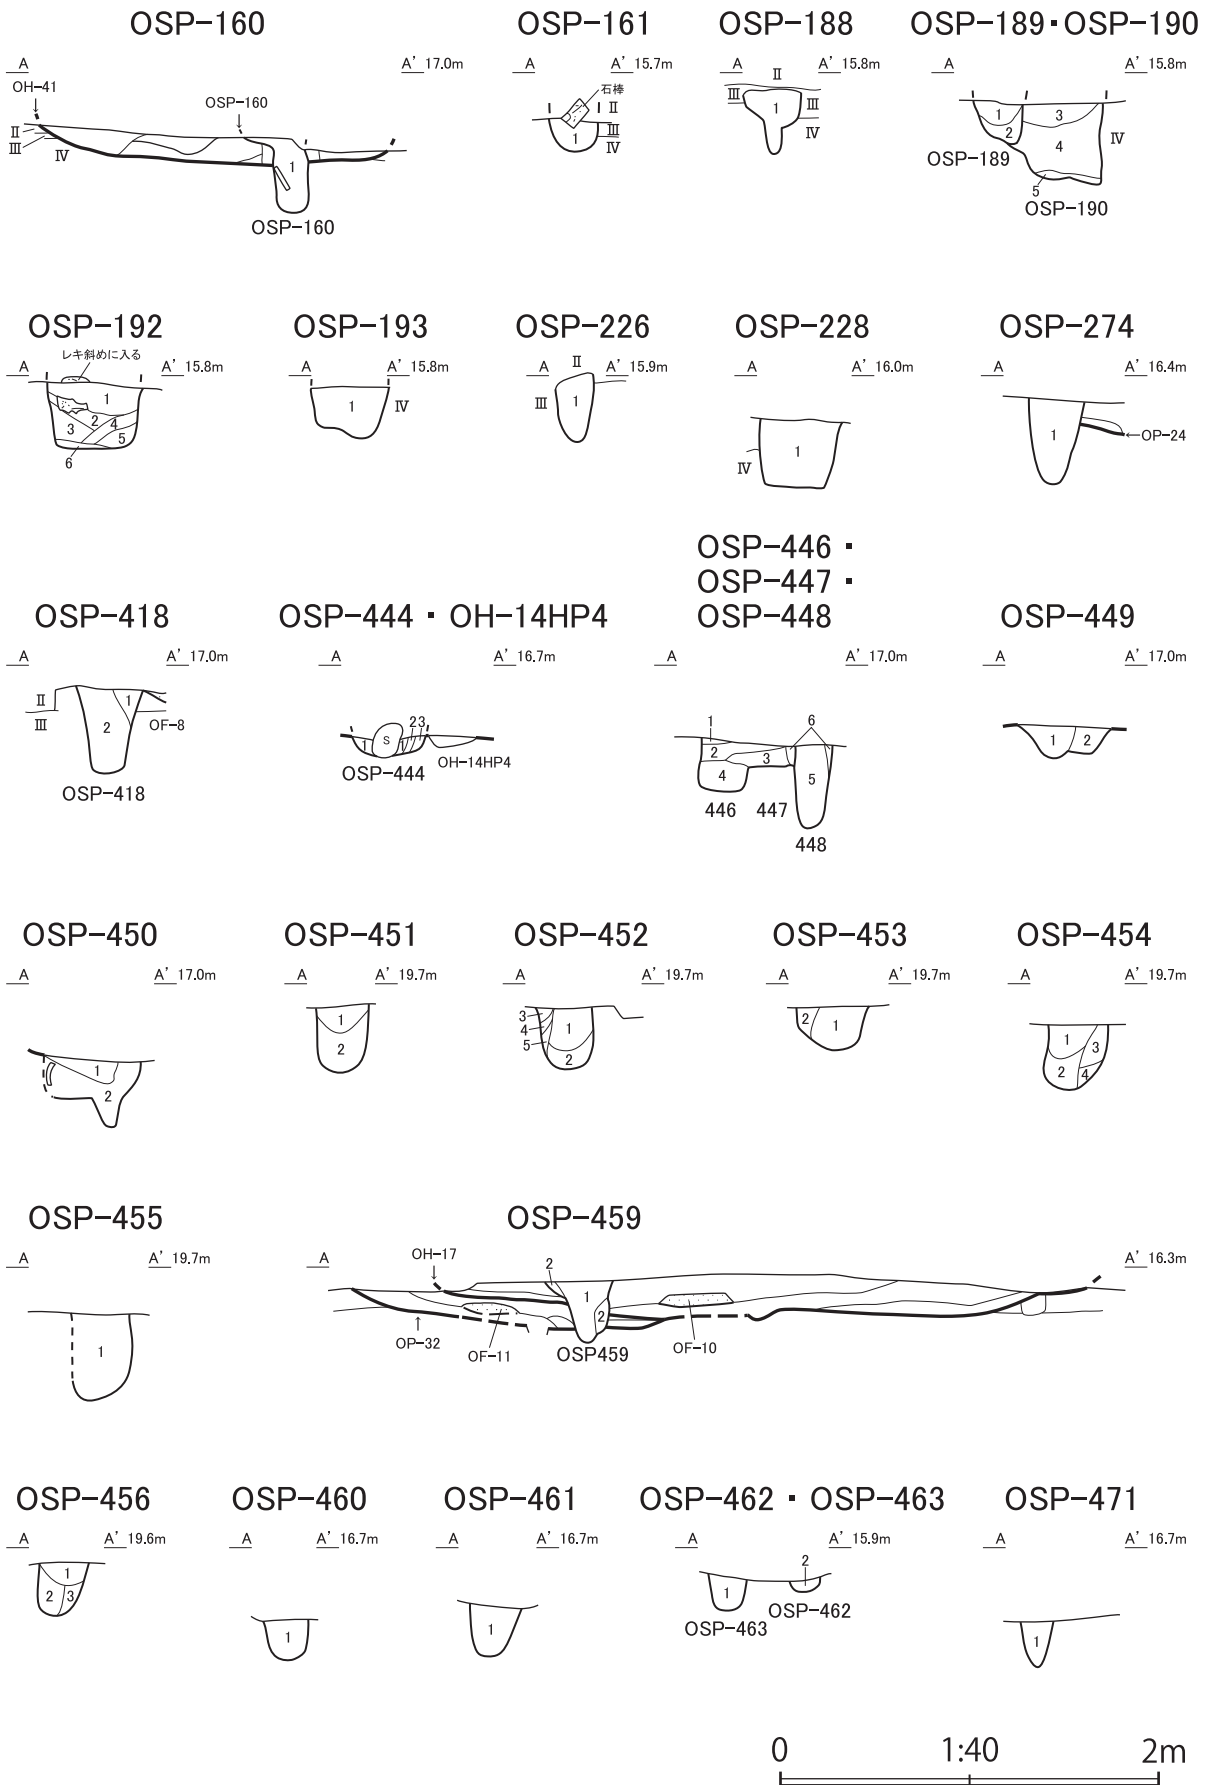 OSP-160
A
A' 17.0m
OH-41
↓
OSP-160
↓
Ⅱ
Ⅲ
Ⅳ
1
OSP-160
OSP-161
A
A' 15.7m
石棒
Ⅱ
Ⅲ
Ⅳ
1
OSP-188
A
A' 15.8m
Ⅱ
Ⅲ
1
Ⅲ
Ⅳ
OSP-189・OSP-190
A
A' 15.8m
1
2
3
4
Ⅳ
OSP-189
5
OSP-190
OSP-192
レキ斜めに入る
A
A' 15.8m
1
2
3
4
5
6
OSP-193
A
A' 15.8m
1
Ⅳ
OSP-226
A
Ⅱ
A' 15.9m
Ⅲ
1
OSP-228
A
A' 16.0m
1
Ⅳ
OSP-274
A
A' 16.4m
1
←OP-24
OSP-418
A
A' 17.0m
Ⅱ
Ⅲ
1
2
OF-8
OSP-418
OSP-444・OH-14HP4
A
A' 16.7m
1
S
1
23
OSP-444
OH-14HP4
OSP-446・
OSP-447・
OSP-448
A
A' 17.0m
1
6
2
3
4
5
446
447
448
OSP-449
A
A' 17.0m
1
2
OSP-450
A
A' 17.0m
1
2
OSP-451
A
A' 19.7m
1
2
OSP-452
A
A' 19.7m
3
4
5
1
2
OSP-453
A
A' 19.7m
2
1
OSP-454
A
A' 19.7m
1
3
2
4
OSP-455
A
A' 19.7m
1
OSP-459
A
A' 16.3m
OH-17
↓
2
1
2
↑
OP-32
OF-11
OSP459
OF-10
OSP-456
A
A' 19.6m
1
2
3
OSP-460
A
A' 16.7m
1
OSP-461
A
A' 16.7m
1
OSP-462・OSP-463
A
A' 15.9m
2
1
OSP-463
OSP-462
OSP-471
A
A' 16.7m
1
0
1:40
2m